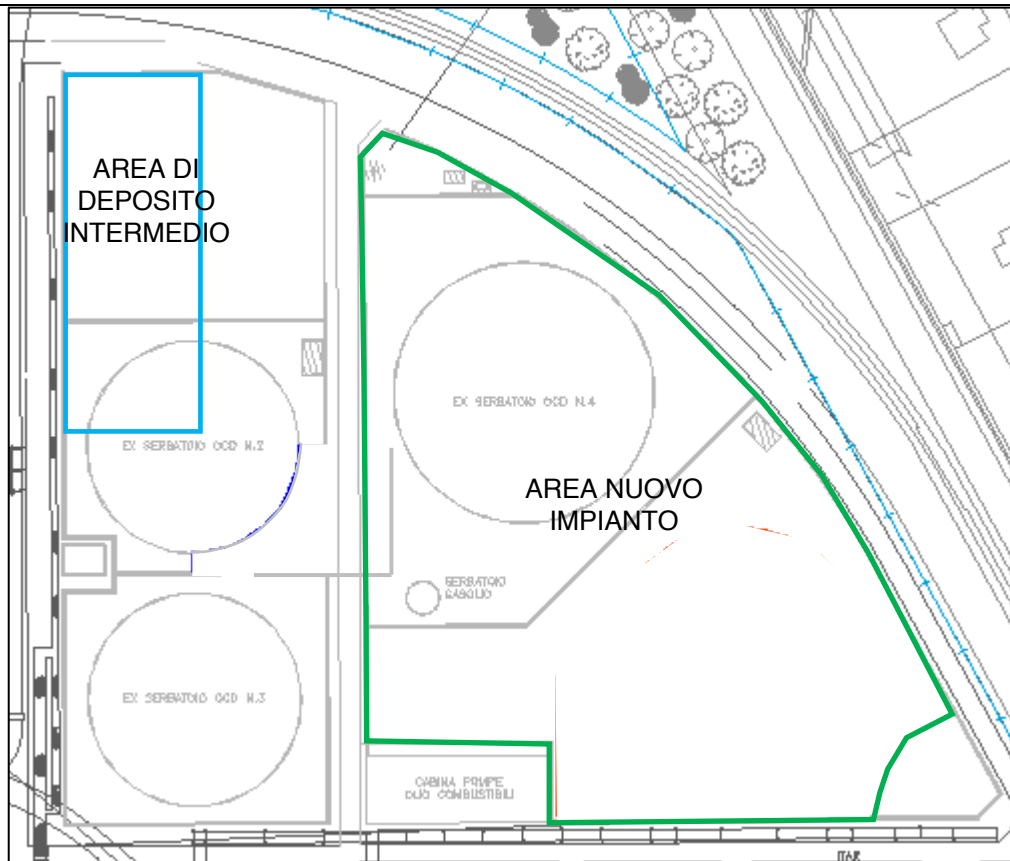 AREA DI
DEPOSITO
INTERMEDIO
EX SERBATOIO OCD N.4
EX SERBATOIO OCD N.2
AREA NUOVO
IMPIANTO
SERBATOIO
GASOLIO
EX SERBATOIO OCD N.3
CABINA POMPE
OLIO COMBUSTIBILI